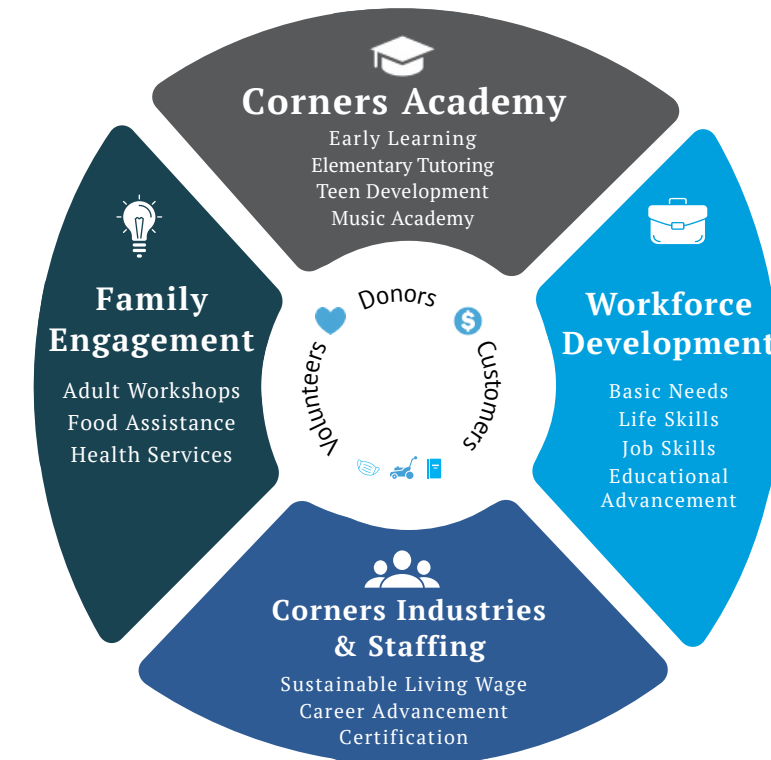 Corners Academy
Early Learning
Elementary Tutoring
Teen Development
Music Academy
Family
Engagement
Adult Workshops
Food Assistance
Health Services
Donors
Volunteers
Customers
$
Workforce
Development
Basic Needs
Life Skills
Job Skills
Educational
Advancement
Corners Industries
& Staffing
Sustainable Living Wage
Career Advancement
Certification